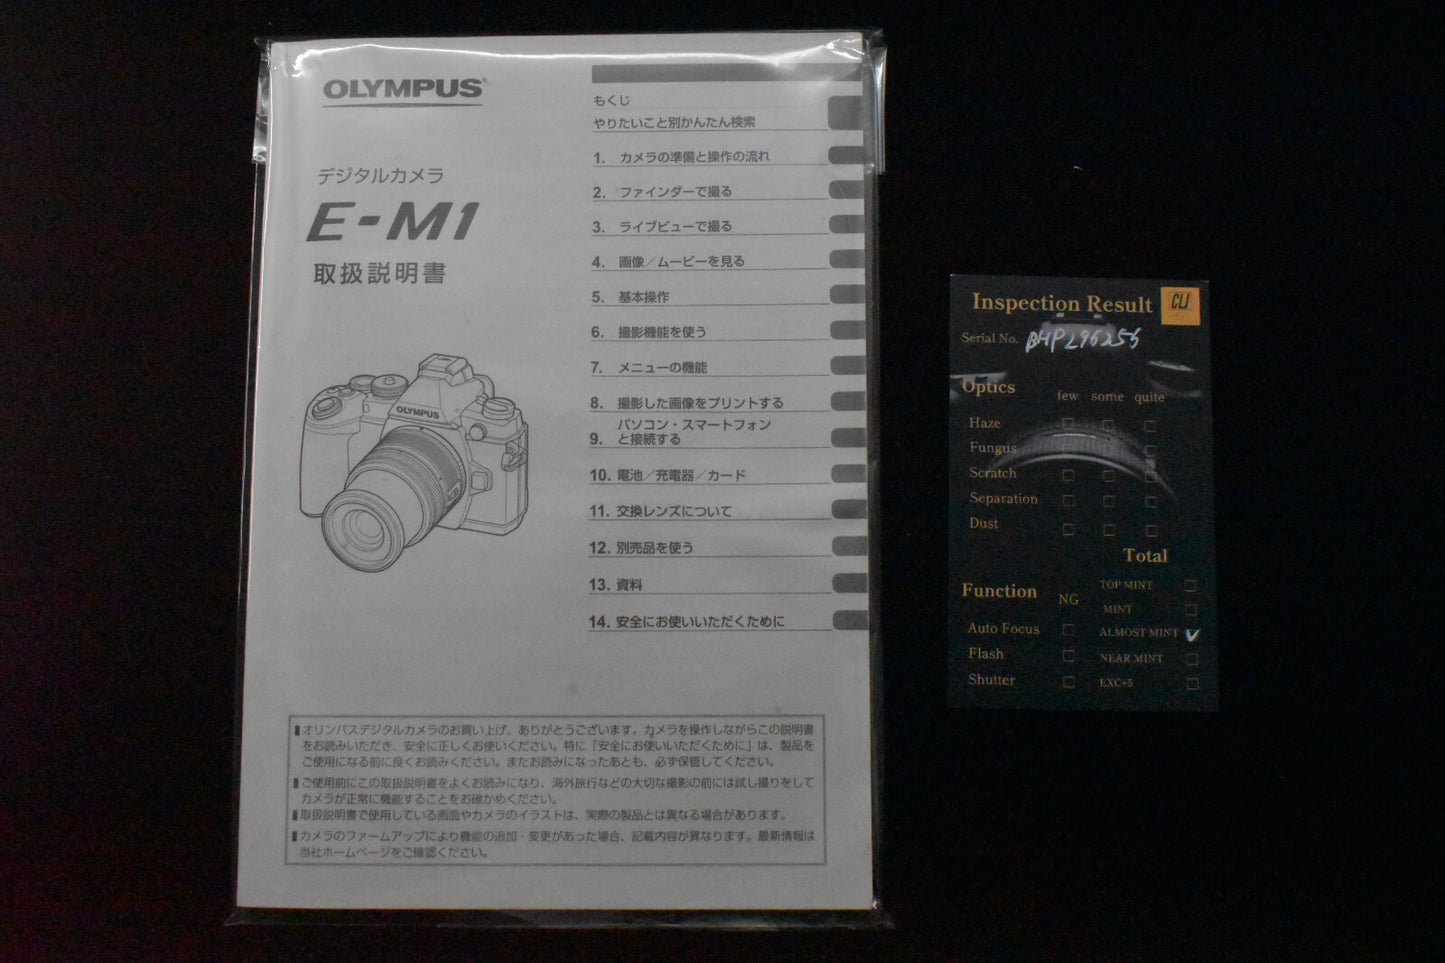 OLYMPUS
デジタルカメラ
E-M1
取扱説明書
OLYMPUS
もくじ
やりたいこと別かんたん検索
1. カメラの準備と操作の流れ
2. ファインダーで撮る
3. ライブビューで撮る
4. 画像／ムービーを見る
5. 基本操作
6. 撮影機能を使う
7. メニューの機能
8. 撮影した画像をプリントする
パソコン・スマートフォン
9. と接続する
10. 電池／充電器／カード
11. 交換レンズについて
12. 別売品を使う
13. 資料
14. 安全にお使いいただくために
オリンパスデジタルカメラのお買い上げ、ありがとうございます。カメラを操作しながらこの説明書
をお読みいただき、安全に正しくお使いください。特に「安全にお使いいただくために」は、製品を
ご使用になる前に良くお読みください。またお読みになったあとも、必ず保管してください。
ご使用前にこの取扱説明書をよくお読みになり、海外旅行などの大切な撮影の前には試し撮りをして
カメラが正常に機能することをお確かめください。
取扱説明書で使用している画面やカメラのイラストは、実際の製品とは異なる場合があります。
カメラのファームアップにより機能の追加・変更があった場合、記載内容が異なります。最新情報は
当社ホームページをご確認ください。
Inspection Result
CLJ
Serial No. BHPL96256
Optics
few some quite
Haze
Fungus
Scratch
Separation
Dust
Total
Function
NG
TOP MINT
MINT
Auto Focus
ALMOST MINT
Flash
NEAR MINT
Shutter
EXC+5